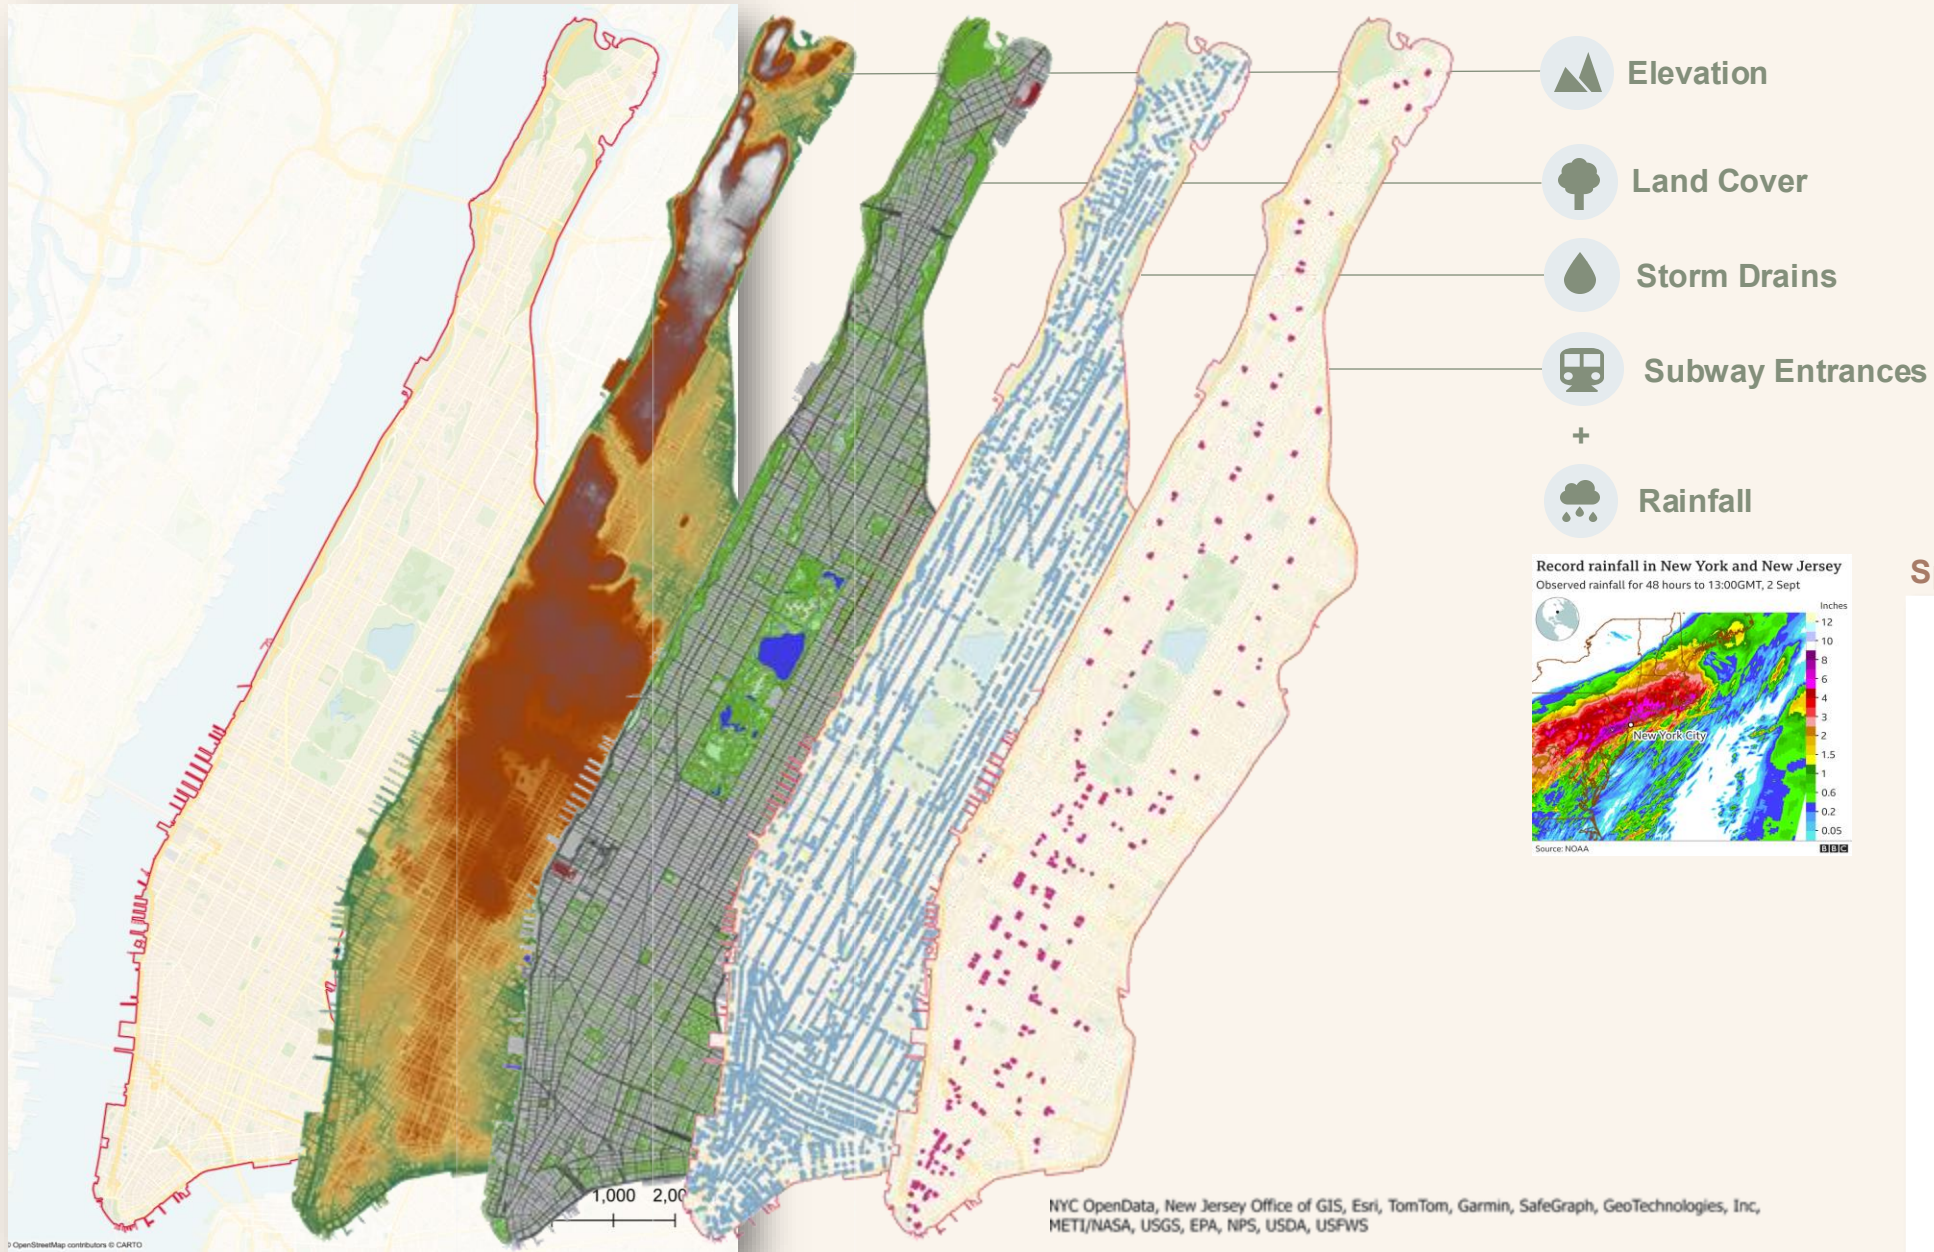 Elevation
Land Cover
Storm Drains
Subway Entrances
+
Rainfall
Record rainfall in New York and New Jersey
Observed rainfall for 48 hours to 13:00GMT, 2 Sept
Inches
12
10
8
6
4
3
2
1.5
1
0.6
0.2
0.05
New York City
Source: NOAA
BBC
S
1,000 2,00
NYC OpenData, New Jersey Office of GIS, Esri, TomTom, Garmin, SafeGraph, GeoTechnologies, Inc,
METI/NASA, USGS, EPA, NPS, USDA, USFWS
OpenStreetMap contributors © CARTO